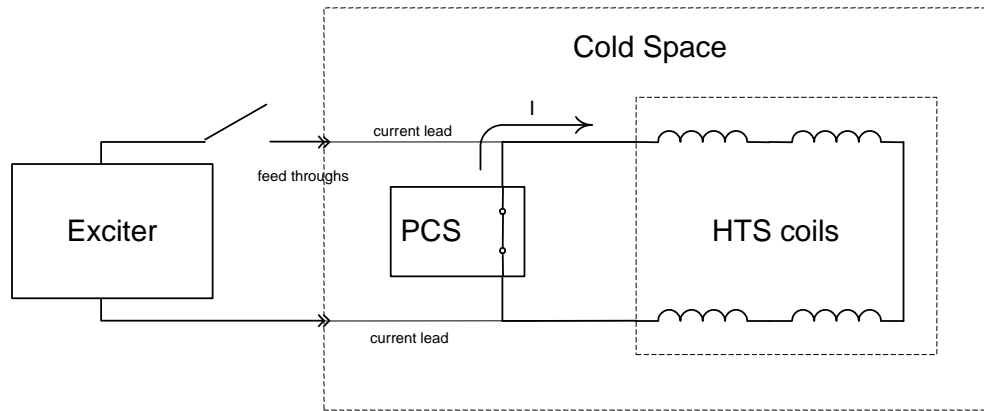 Cold Space
I
current lead
feed throughs
Exciter
PCS
HTS coils
current lead